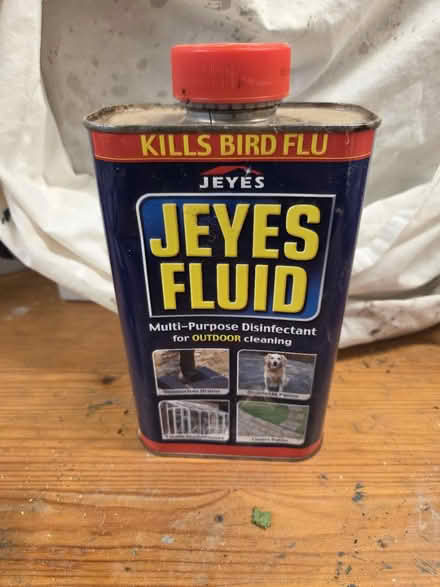 KILLS BIRD FLU
JEYES
JEYES
FLUID
Multi-Purpose Disinfectant
for OUTDOOR cleaning